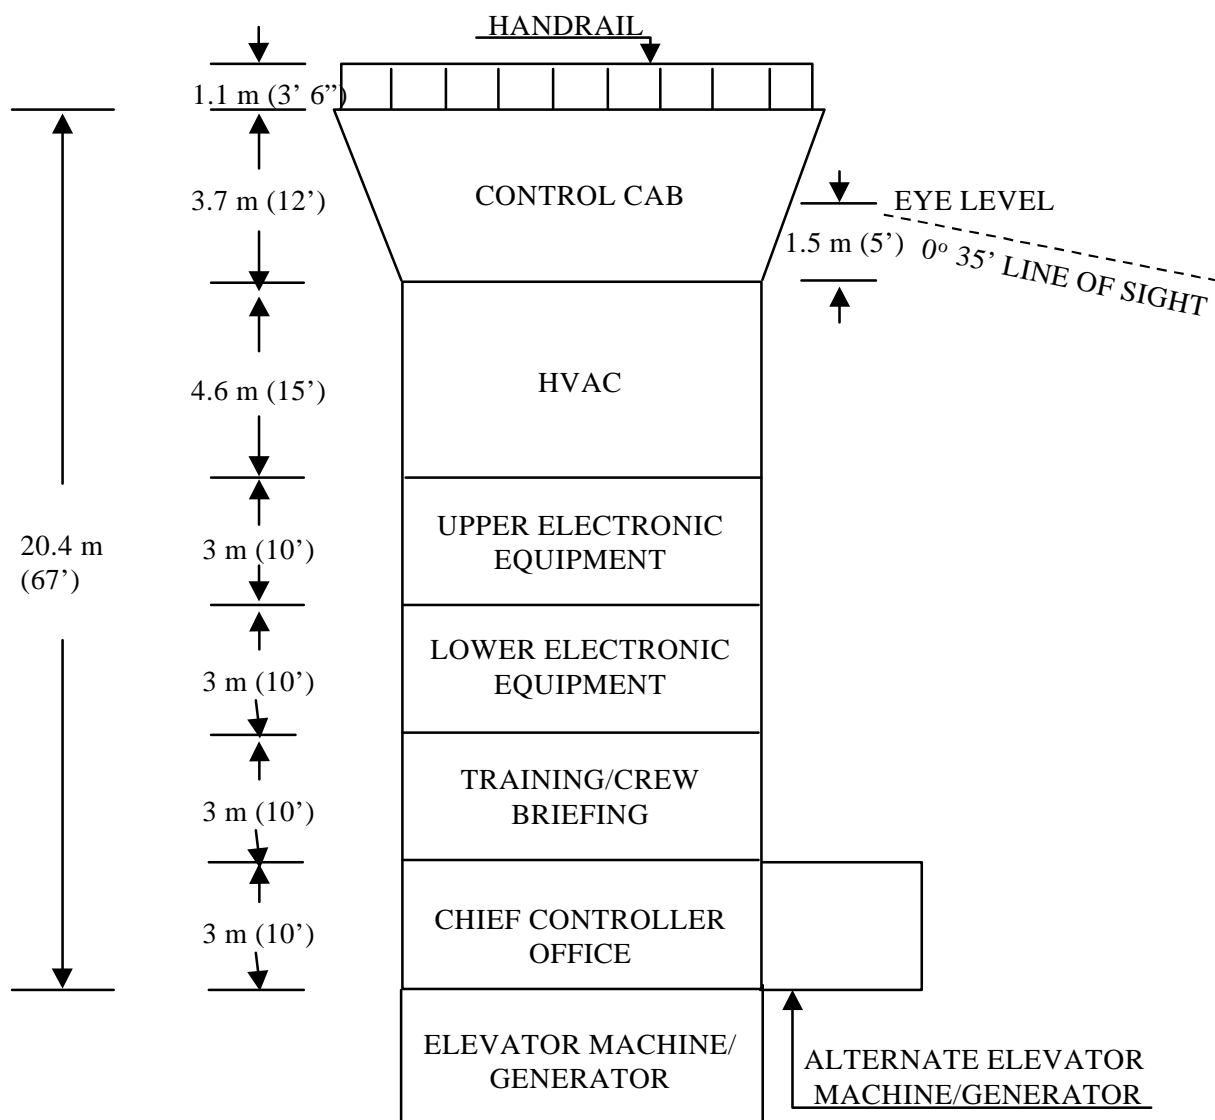 HANDRAIL
1.1 m (3’ 6”)
3.7 m (12’)
CONTROL CAB
EYE LEVEL
1.5 m (5’)
0º 35’ LINE OF SIGHT
4.6 m (15’)
HVAC
20.4 m
(67’)
3 m (10’)
UPPER ELECTRONIC
EQUIPMENT
3 m (10’)
LOWER ELECTRONIC
EQUIPMENT
3 m (10’)
TRAINING/CREW
BRIEFING
3 m (10’)
CHIEF CONTROLLER
OFFICE
ELEVATOR MACHINE/
GENERATOR
ALTERNATE ELEVATOR
MACHINE/GENERATOR